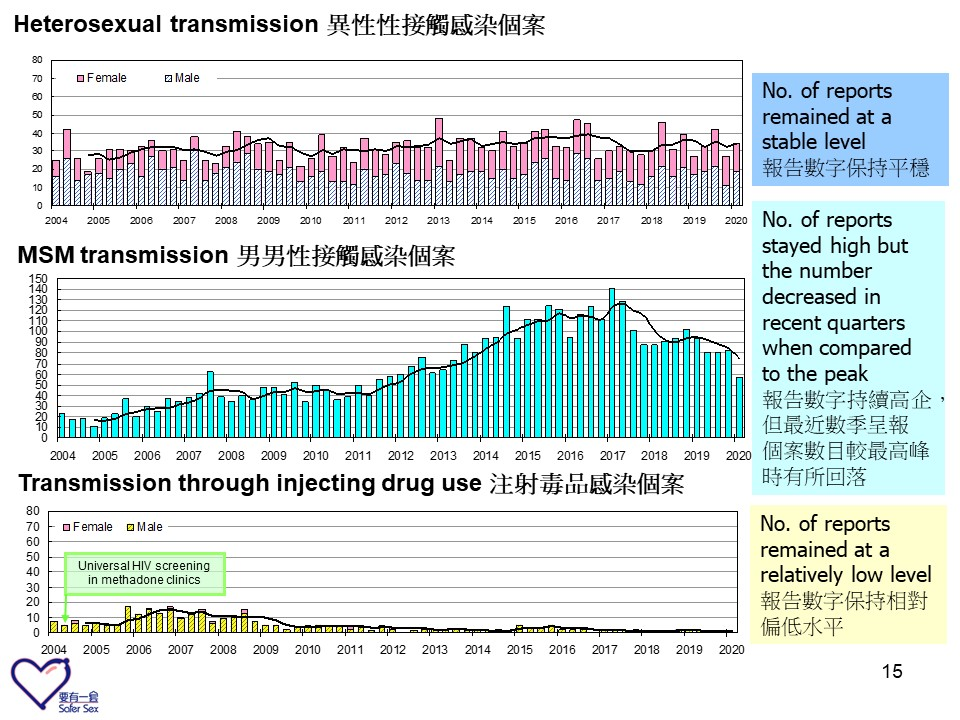 Heterosexual transmission 異性性接觸感染個案
80
70
60
50
40
30
20
10
0
Female Male
2004 2005 2006 2007 2008 2009 2010 2011 2012 2013 2014 2015 2016 2017 2018 2019 2020
No. of reports
remained at a
stable level
報告數字保持平穩
MSM transmission 男男性接觸感染個案
150
140
130
120
110
100
90
80
70
60
50
40
30
20
10
0
2004 2005 2006 2007 2008 2009 2010 2011 2012 2013 2014 2015 2016 2017 2018 2019 2020
No. of reports
stayed high but
the number
decreased in
recent quarters
when compared
to the peak
報告數字持續高企，
但最近數季呈報
個案數目較最高峰
時有所回落
Transmission through injecting drug use 注射毒品感染個案
80
70
60
50
40
30
20
10
0
Female Male
Universal HIV screening
in methadone clinics
2004 2005 2006 2007 2008 2009 2010 2011 2012 2013 2014 2015 2016 2017 2018 2019 2020
No. of reports
remained at a
relatively low level
報告數字保持相對
偏低水平
要有一套
Safer Sex
15